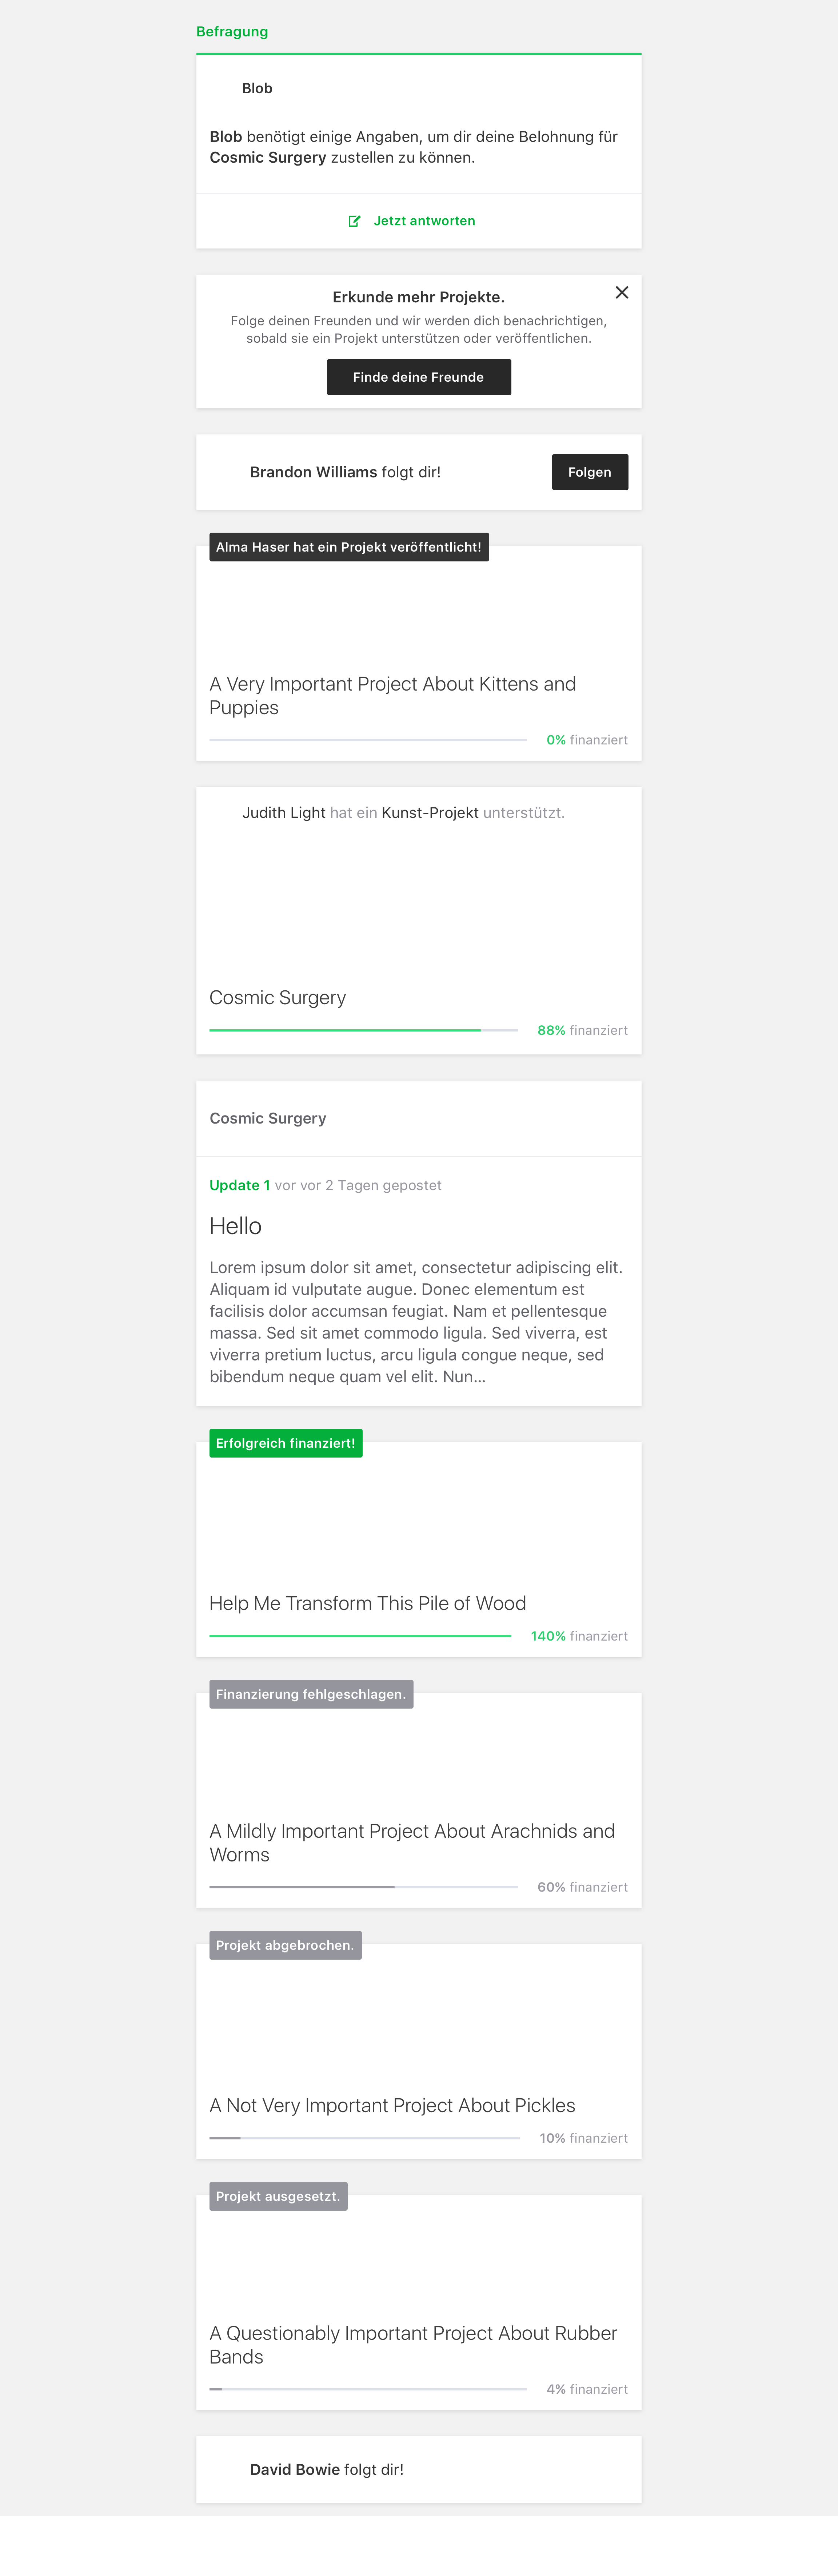 Befragung
Blob
Blob benötigt einige Angaben, um dir deine Belohnung für
Cosmic Surgery zustellen zu können.
Jetzt antworten
Erkunde mehr Projekte.
Folge deinen Freunden und wir werden dich benachrichtigen,
sobald sie ein Projekt unterstützen oder veröffentlichen.
Finde deine Freunde
Brandon Williams folgt dir!
Folgen
Alma Haser hat ein Projekt veröffentlicht!
A Very Important Project About Kittens and
Puppies
0% finanziert
Judith Light hat ein Kunst-Projekt unterstützt.
Cosmic Surgery
88% finanziert
Cosmic Surgery
Update 1 vor vor 2 Tagen gepostet
Hello
Lorem ipsum dolor sit amet, consectetur adipiscing elit.
Aliquam id vulputate augue. Donec elementum est
facilisis dolor accumsan feugiat. Nam et pellentesque
massa. Sed sit amet commodo ligula. Sed viverra, est
viverra pretium luctus, arcu ligula congue neque, sed
bibendum neque quam vel elit. Nun...
Erfolgreich finanziert!
Help Me Transform This Pile of Wood
140% finanziert
Finanzierung fehlgeschlagen.
A Mildly Important Project About Arachnids and
Worms
60% finanziert
Projekt abgebrochen.
A Not Very Important Project About Pickles
10% finanziert
Projekt ausgesetzt.
A Questionably Important Project About Rubber
Bands
4% finanziert
David Bowie folgt dir!